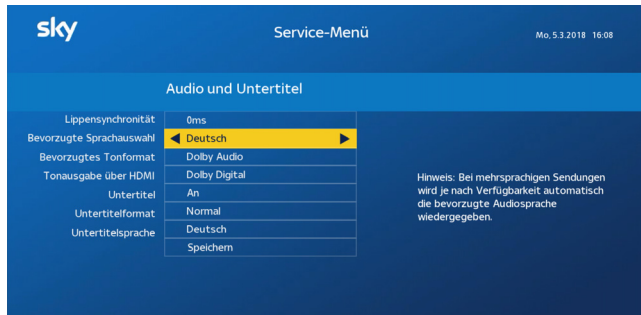 sky
Service-Menü
Mo, 5.3.2018 16:08
Audio und Untertitel
Lippensynchronität 0ms
Bevorzugte Sprachauswahl Deutsch
Bevorzugtes Tonformat Dolby Audio
Tonausgabe über HDMI Dolby Digital
Untertitel An
Untertitelformat Normal
Untertitelsprache Deutsch
Speichern
Hinweis: Bei mehrsprachigen Sendungen
wird je nach Verfügbarkeit automatisch
die bevorzugte Audiosprache
wiedergegeben.